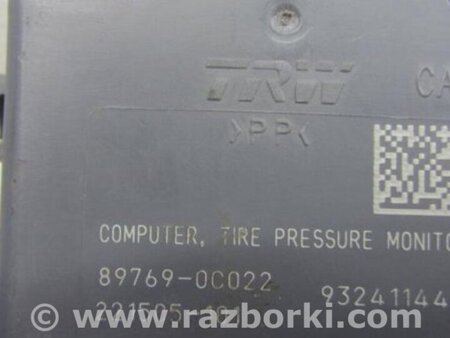 TRW CA
>PP<
COMPUTER, TIRE PRESSURE MONITO
89769-0C022 93241144
www.razborki.com